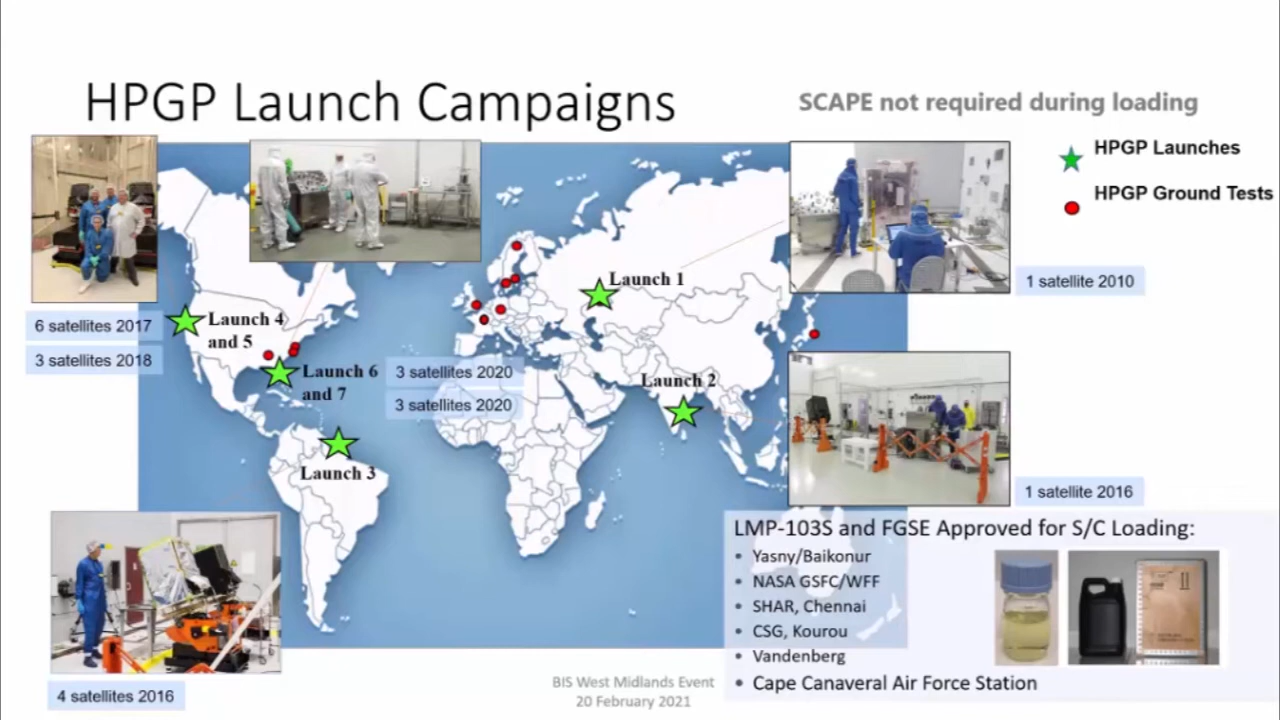 HPGP Launch Campaigns
SCAPE not required during loading
HPGP Launches
HPGP Ground Tests
Launch 1
1 satellite 2010
6 satellites 2017
Launch 4
and 5
3 satellites 2018
Launch 6
and 7
3 satellites 2020
3 satellites 2020
Launch 2
Launch 3
1 satellite 2016
LMP-103S and FGSE Approved for S/C Loading:
• Yasny/Baikonur
• NASA GSFC/WFF
• SHAR, Chennai
• CSG, Kourou
• Vandenberg
• Cape Canaveral Air Force Station
4 satellites 2016
BIS West Midlands Event
20 February 2021